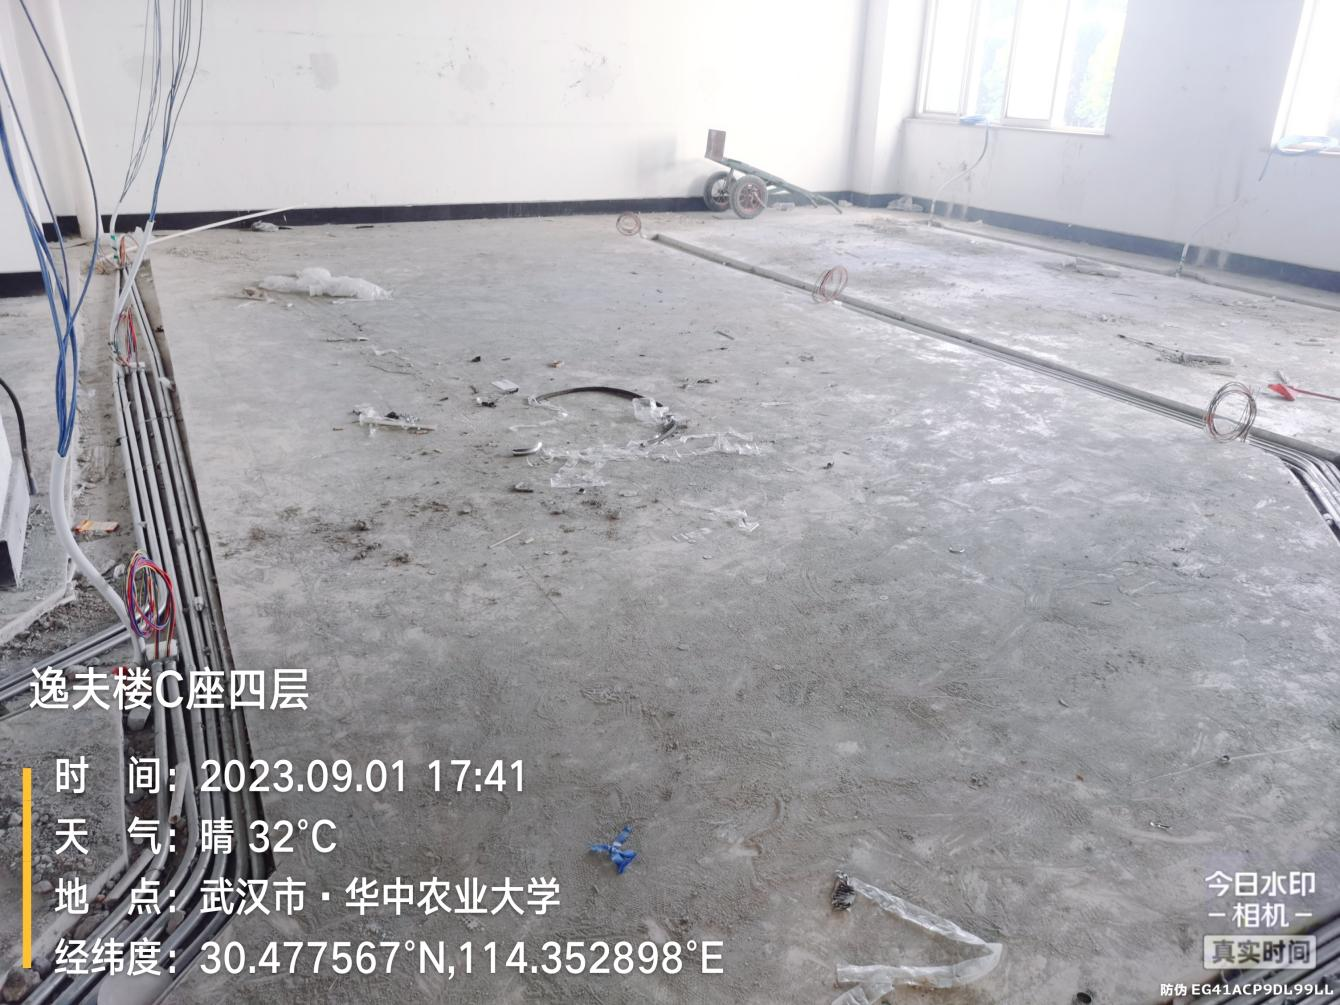 逸夫楼C座四层
时 间：2023.09.01 17:41
天 气：晴 32°C
地 点：武汉市·华中农业大学
经纬度：30.477567°N,114.352898°E
今日水印
-相机-
真实时间
防伪 EG41ACP9DL99LL